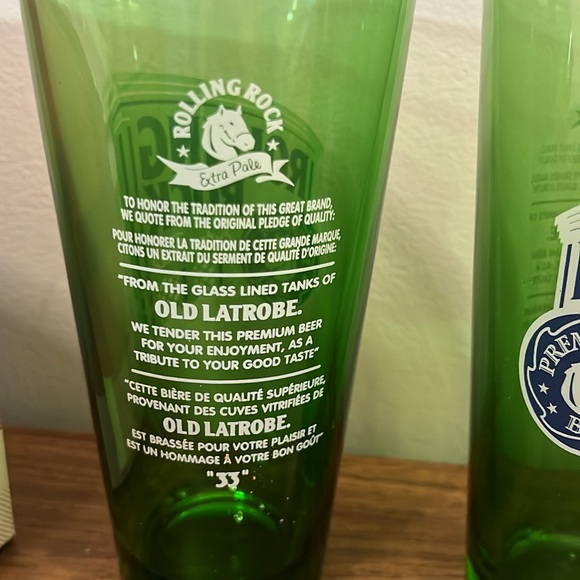 ROLLING ROCK
Extra Pale
TO HONOR THE TRADITION OF THIS GREAT BRAND,
WE QUOTE FROM THE ORIGINAL PLEDGE OF QUALITY:
POUR HONORER LA TRADITION DE CETTE GRANDE MARQUE,
CITONS UN EXTRAIT DU SERMENT DE QUALITÉ D'ORIGINE:
"FROM THE GLASS LINED TANKS OF
OLD LATROBE.
WE TENDER THIS PREMIUM BEER
FOR YOUR ENJOYMENT, AS A
TRIBUTE TO YOUR GOOD TASTE"
"CETTE BIÈRE DE QUALITÉ SUPÉRIEURE,
PROVENANT DES CUVES VITRIFIÉES DE
OLD LATROBE.
EST BRASSÉE POUR VOTRE PLAISIR ET
EST UN HOMMAGE À VOTRE BON GOÛT"
"33"